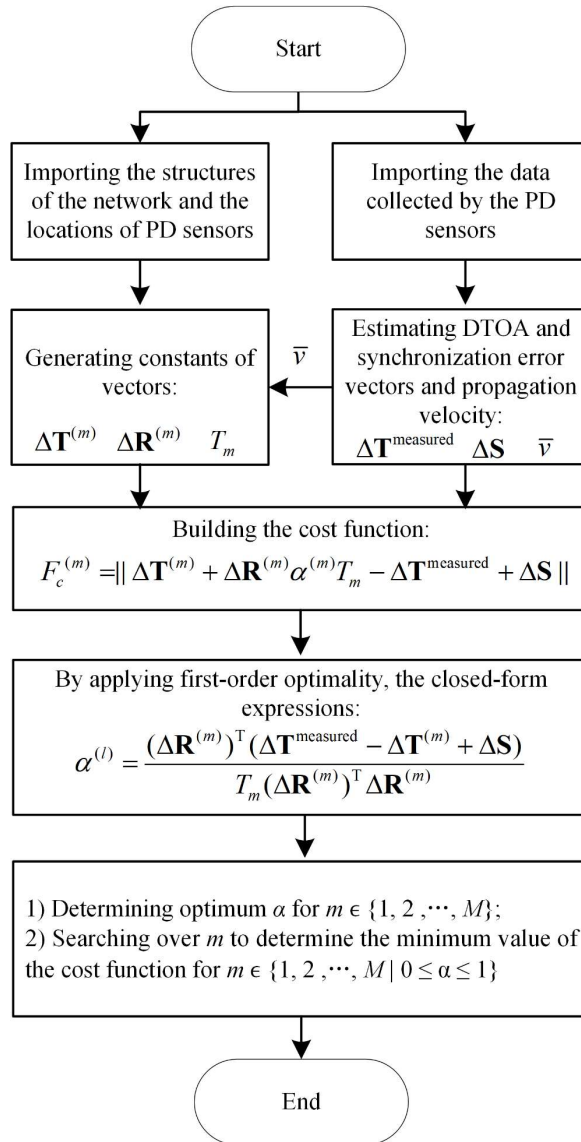 Start
Importing the structures
of the network and the
locations of PD sensors
Importing the data
collected by the PD
sensors
Generating constants of
vectors:
ΔT^(m) ΔR^(m) T_m
v̅
Estimating DTOA and
synchronization error
vectors and propagation
velocity:
ΔT^measured ΔS v̅
Building the cost function:
F_c^(m) =|| ΔT^(m) + ΔR^(m) α^(m) T_m − ΔT^measured + ΔS ||
By applying first-order optimality, the closed-form
expressions:
α^(l) = (ΔR^(m))^T (ΔT^measured − ΔT^(m) + ΔS) / T_m (ΔR^(m))^T ΔR^(m)
1) Determining optimum α for m ϵ {1, 2 ,⋯, M};
2) Searching over m to determine the minimum value of
the cost function for m ϵ {1, 2 ,⋯, M | 0 ≤ α ≤ 1}
End